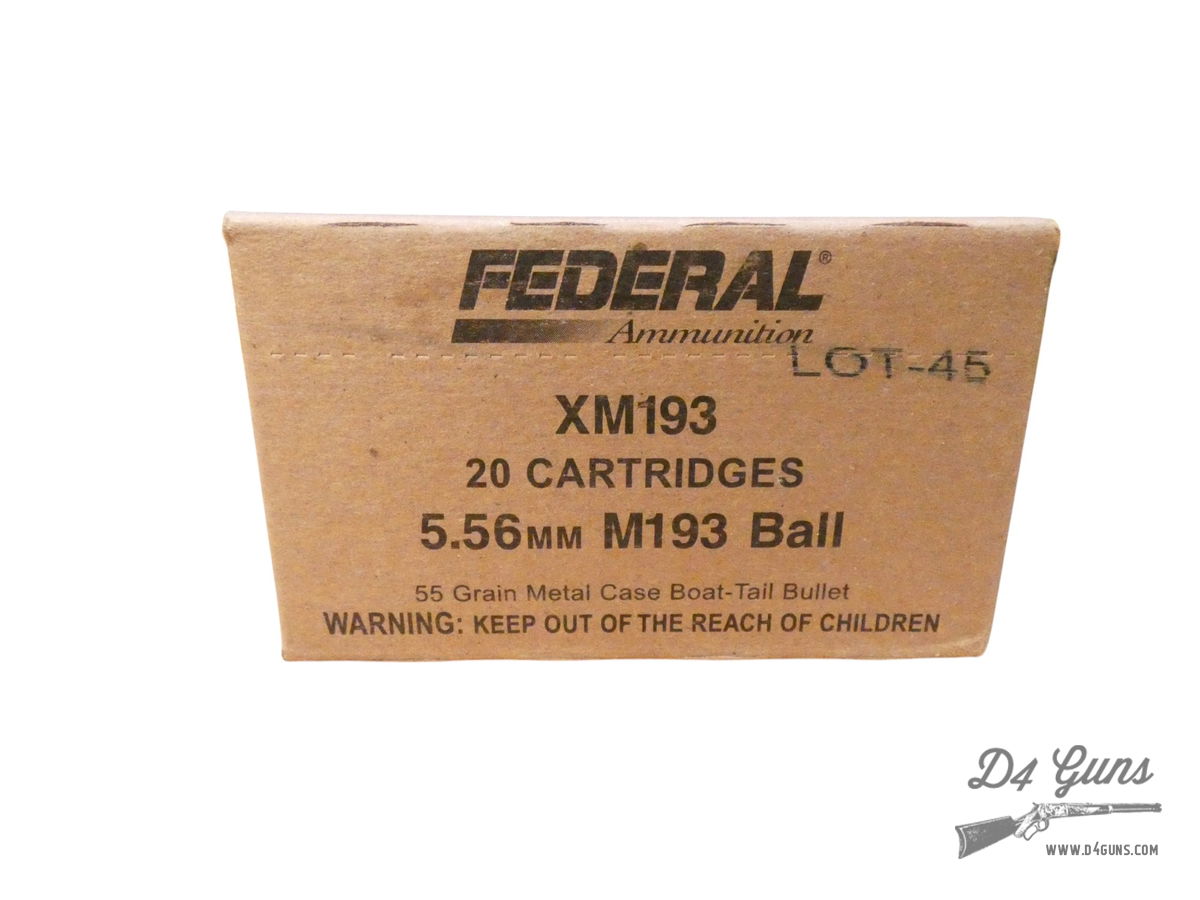 FEDERAL®
Ammunition
LOT-45
XM193
20 CARTRIDGES
5.56MM M193 Ball
55 Grain Metal Case Boat-Tail Bullet
WARNING: KEEP OUT OF THE REACH OF CHILDREN
D4 Guns
WWW.D4GUNS.COM